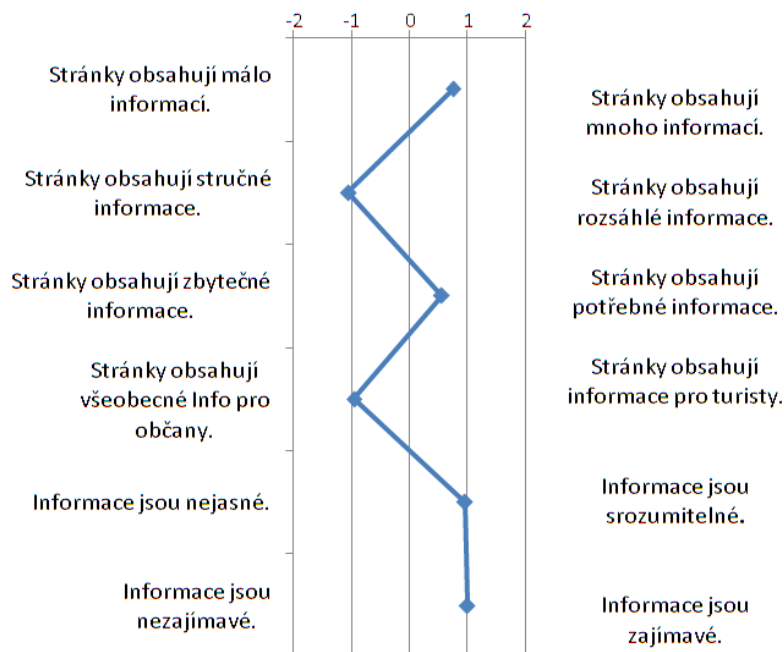 -2 -1 0 1 2
Stránky obsahují málo
informací.
Stránky obsahují
mnoho informací.
Stránky obsahují stručné
informace.
Stránky obsahují
rozsáhlé informace.
Stránky obsahují zbytečné
informace.
Stránky obsahují
potřebné informace.
Stránky obsahují
všeobecné Info pro
občany.
Stránky obsahují
informace pro turisty.
Informace jsou nejasné.
Informace jsou
srozumitelné.
Informace jsou
nezajímavé.
Informace jsou
zajímavé.